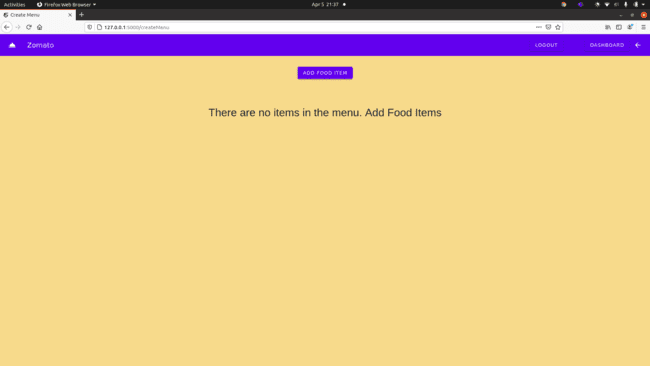 Activities Firefox Web Browser Apr 5 21:37
Create Menu
127.0.0.1:5000/createMenu
Zomato LOGOUT DASHBOARD
ADD FOOD ITEM
There are no items in the menu. Add Food Items